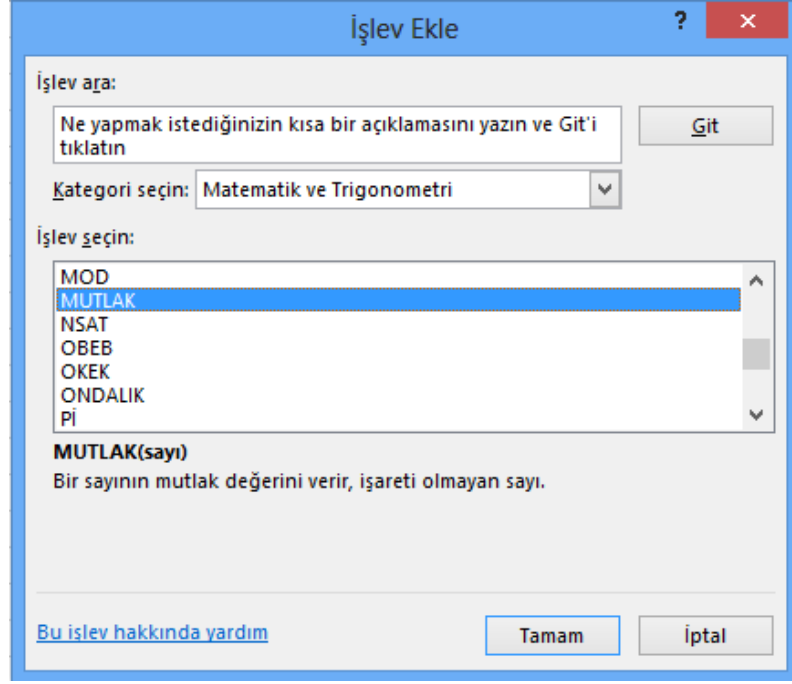 İşlev Ekle
?
İşlev ara:
Ne yapmak istediğinizin kısa bir açıklamasını yazın ve Git'i
tıklatın
Git
Kategori seçin: Matematik ve Trigonometri
İşlev seçin:
MOD
MUTLAK
NSAT
OBEB
OKEK
ONDALIK
Pİ
MUTLAK(sayı)
Bir sayının mutlak değerini verir, işareti olmayan sayı.
Bu işlev hakkında yardım
Tamam
İptal